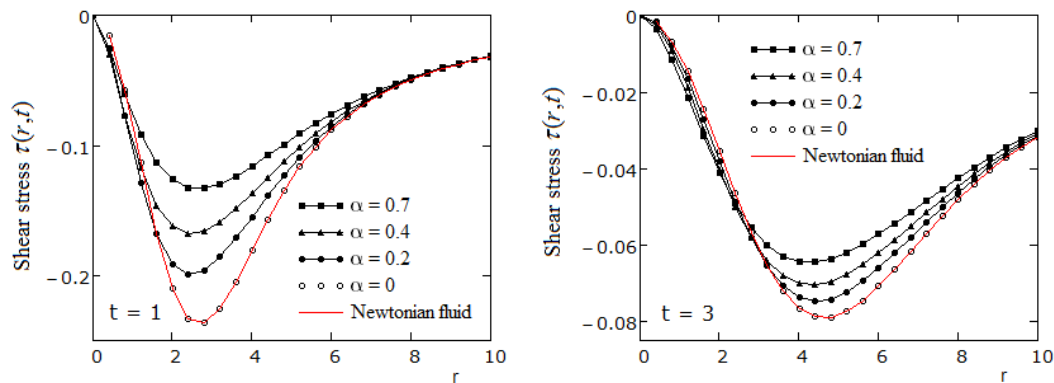 0
−0.1
−0.2
Shear stress τ(r,t)
α = 0.7
α = 0.4
α = 0.2
α = 0
Newtonian fluid
t = 1
0 2 4 6 8 10
r
0
−0.02
−0.04
−0.06
−0.08
Shear stress τ(r,t)
α = 0.7
α = 0.4
α = 0.2
α = 0
Newtonian fluid
t = 3
0 2 4 6 8 10
r